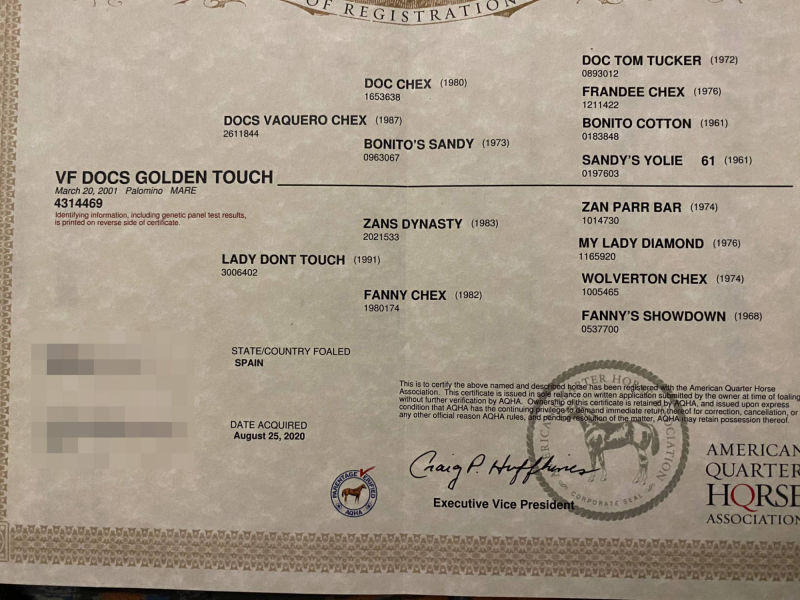 OF REGISTRATION
DOC TOM TUCKER (1972)
0893012
DOC CHEX (1980)
1653638
FRANDEE CHEX (1976)
1211422
DOCS VAQUERO CHEX (1987)
2611844
BONITO COTTON (1961)
0183848
BONITO'S SANDY (1973)
0963067
SANDY'S YOLIE 61 (1961)
0197603
VF DOCS GOLDEN TOUCH
March 20, 2001 Palomino MARE
4314469
Identifying information, including genetic panel test results,
is printed on reverse side of certificate.
ZAN PARR BAR (1974)
1014730
ZANS DYNASTY (1983)
2021533
MY LADY DIAMOND (1976)
1165920
LADY DONT TOUCH (1991)
3006402
WOLVERTON CHEX (1974)
1005465
FANNY CHEX (1982)
1980174
FANNY'S SHOWDOWN (1968)
0537700
STATE/COUNTRY FOALED
SPAIN
This is to certify the above named and described horse has been registered with the American Quarter Horse
Association. This certificate is issued in sole reliance on written application submitted by the owner at time of foaling
without further verification by AQHA. Ownership of this certificate is retained by AQHA, and issued upon express
condition that AQHA has the continuing privilege to demand immediate return thereof for correction, cancellation, or
any other official reason AQHA rules, and pending resolution of the matter, AQHA may retain possession thereof.
DATE ACQUIRED
August 25, 2020
PARENTAGE VERIFIED
AQHA
Craig P. Huffhines
Executive Vice President
CORPORATE SEAL
AMERICAN
QUARTER
HORSE
ASSOCIATION